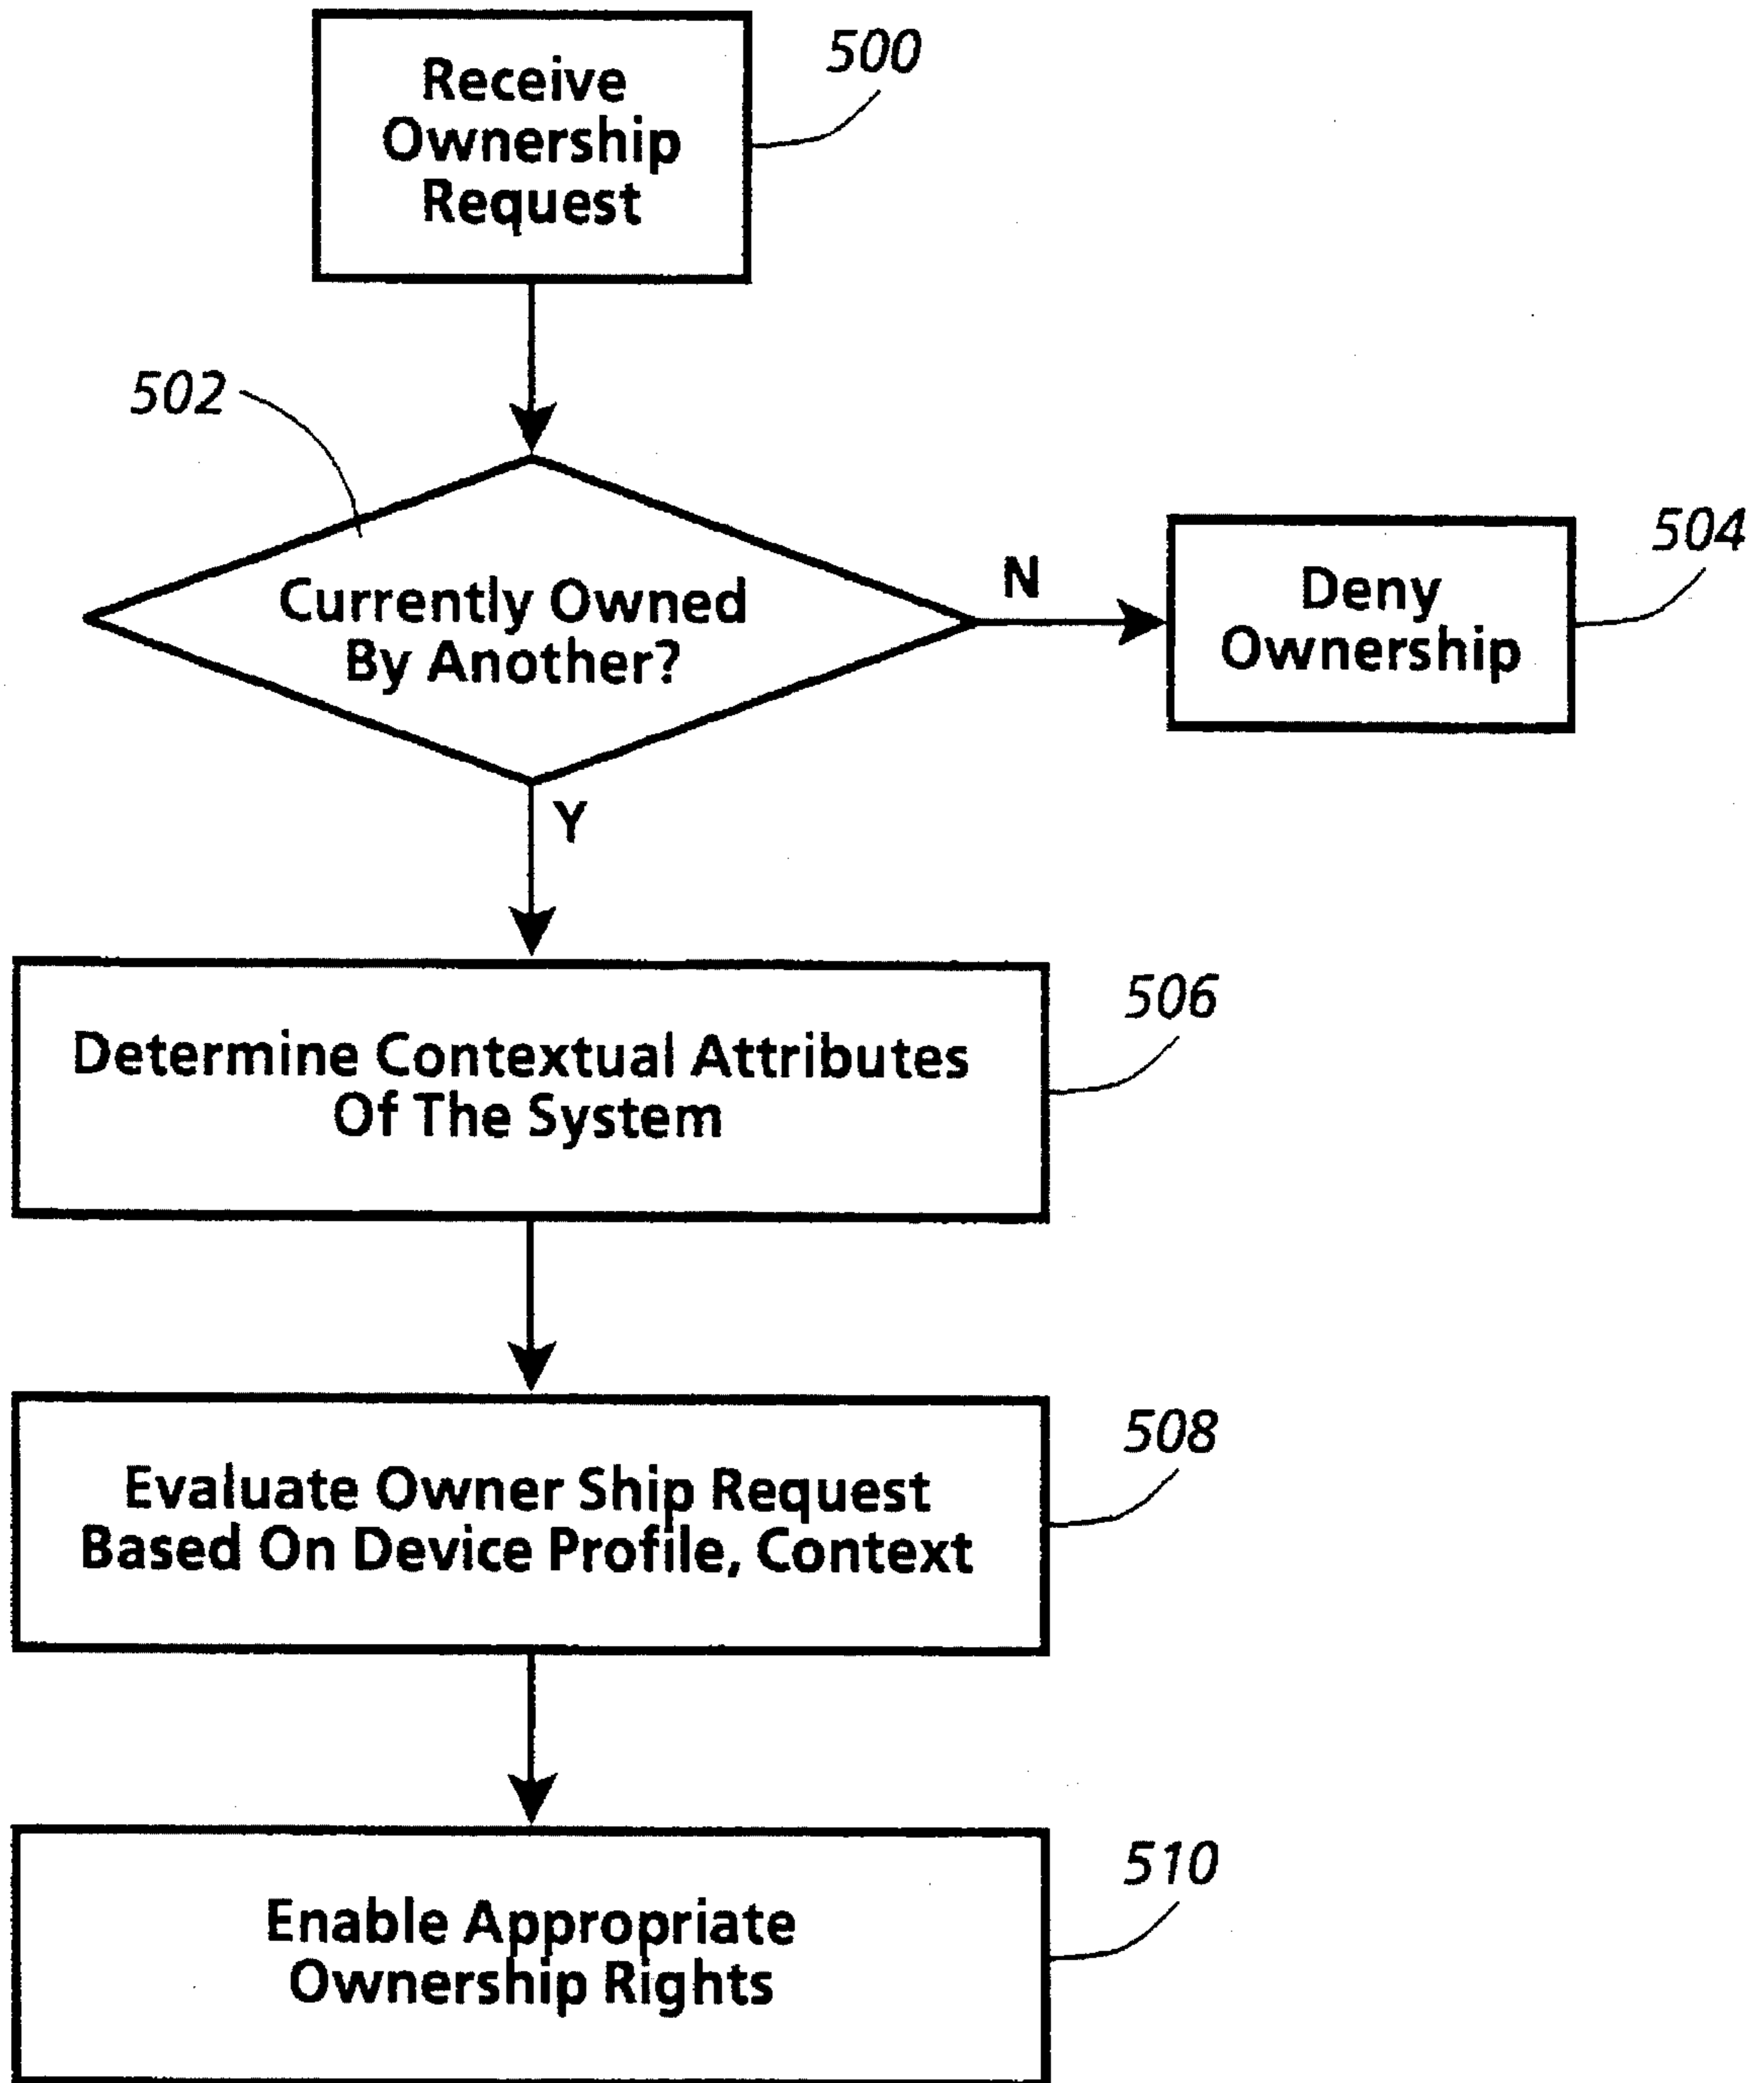 Receive
Ownership
Request
500
502
Currently Owned
By Another?
N
Deny
Ownership
504
Y
Determine Contextual Attributes
Of The System
506
Evaluate Owner Ship Request
Based On Device Profile, Context
508
Enable Appropriate
Ownership Rights
510